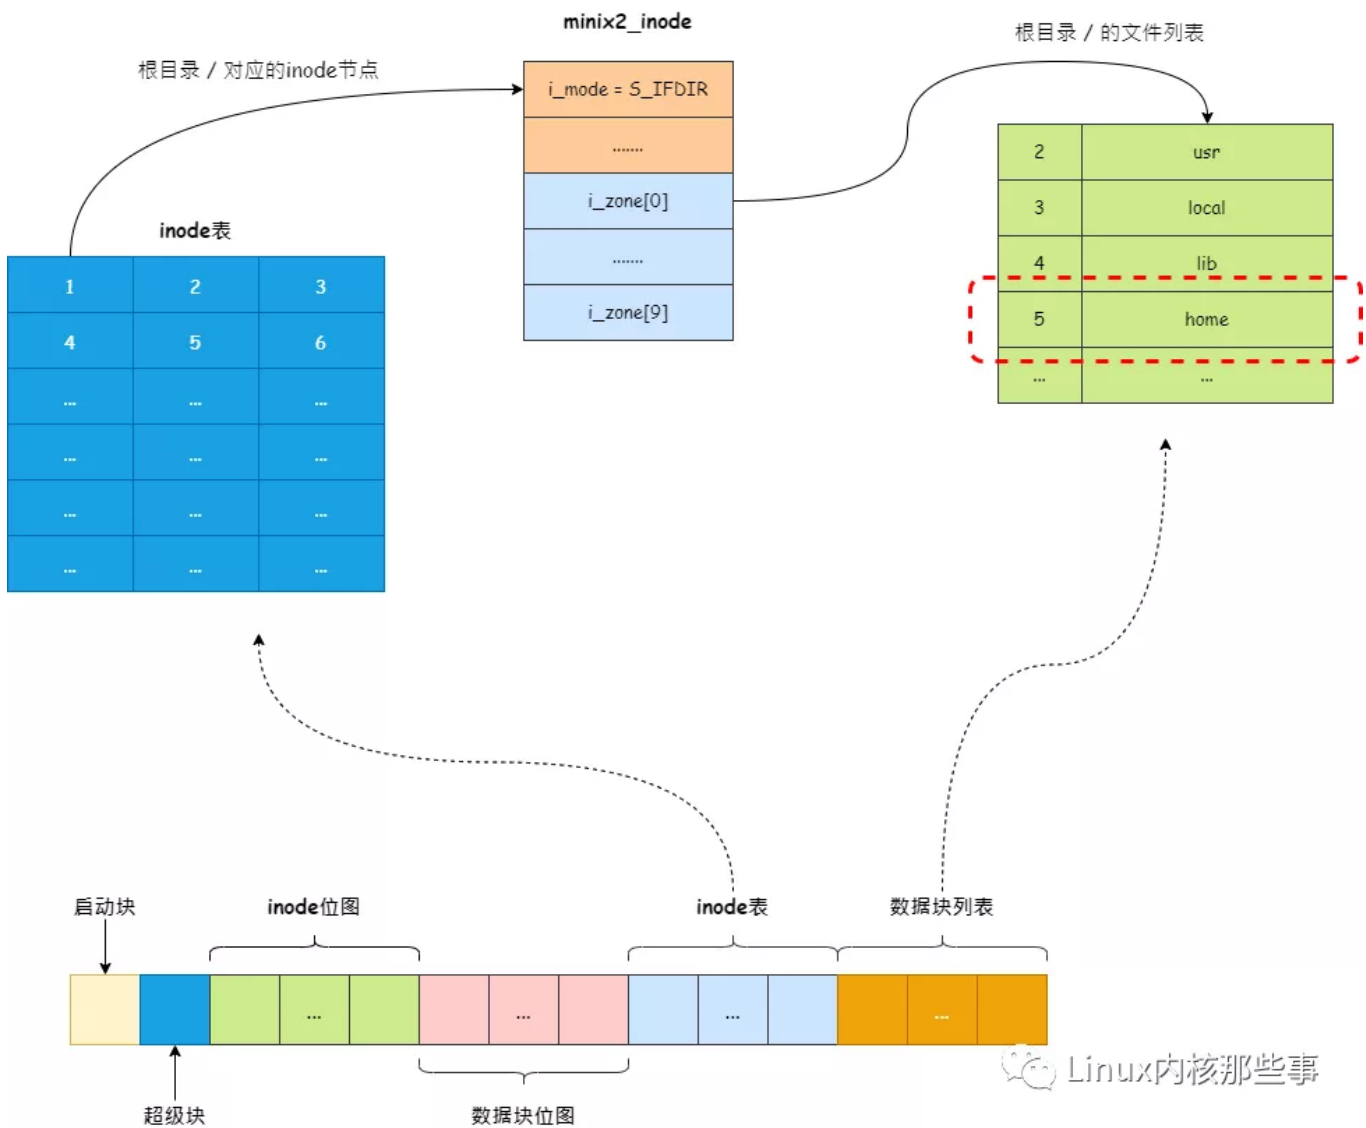 minix2_inode
根目录 / 的文件列表
根目录 / 对应的inode节点
i_mode = S_IFDIR
.......
i_zone[0]
.......
i_zone[9]
2 usr
3 local
4 lib
5 home
... ...
inode表
1 2 3
4 5 6
... ... ...
... ... ...
... ... ...
... ... ...
启动块
inode位图
inode表
数据块列表
... ... ... ...
超级块
数据块位图
Linux内核那些事